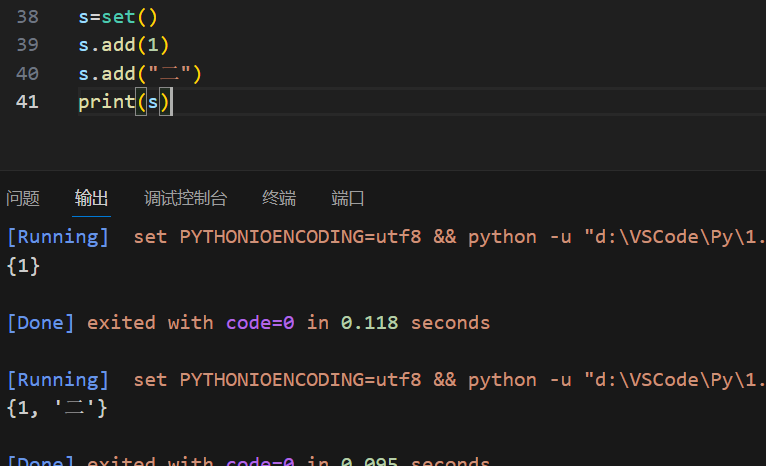 38 s=set()
39 s.add(1)
40 s.add("二")
41 print(s)
问题 输出 调试控制台 终端 端口
[Running] set PYTHONIOENCODING=utf8 && python -u "d:\VSCode\Py\1.
{1}
[Done] exited with code=0 in 0.118 seconds
[Running] set PYTHONIOENCODING=utf8 && python -u "d:\VSCode\Py\1.
{1, '二'}
[Done] exited with code=0 in 0.095 seconds